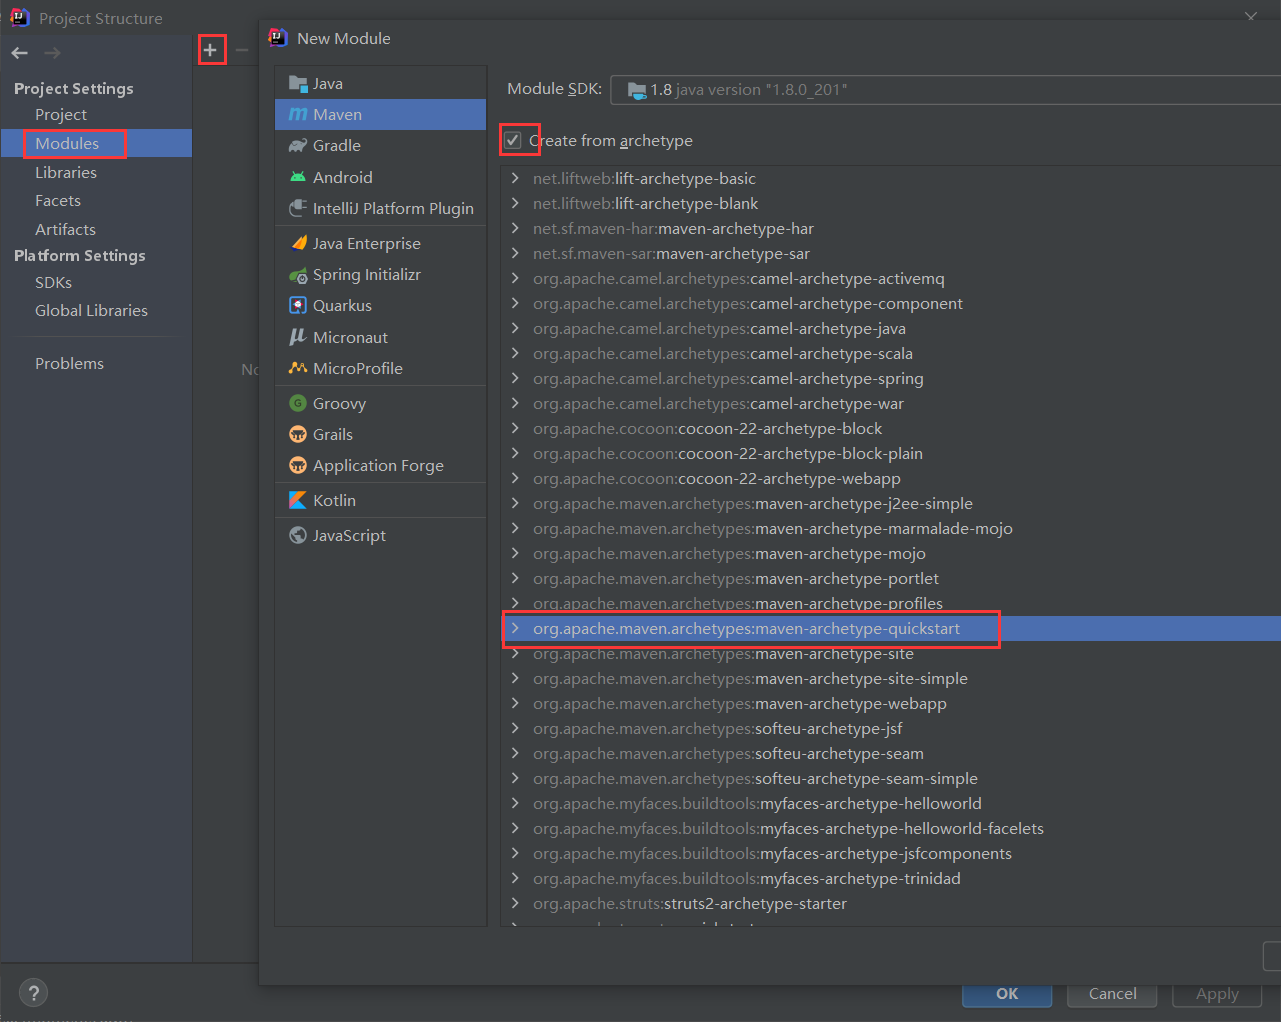 Project Structure
New Module
Project Settings
Project
Modules
Libraries
Facets
Artifacts
Platform Settings
SDKs
Global Libraries
Problems
Java
Maven
Gradle
Android
IntelliJ Platform Plugin
Java Enterprise
Spring Initializr
Quarkus
Micronaut
MicroProfile
Groovy
Grails
Application Forge
Kotlin
JavaScript
Module SDK: 1.8 java version "1.8.0_201"
Create from archetype
net.liftweb:lift-archetype-basic
net.liftweb:lift-archetype-blank
net.sf.maven-har:maven-archetype-har
net.sf.maven-sar:maven-archetype-sar
org.apache.camel.archetypes:camel-archetype-activemq
org.apache.camel.archetypes:camel-archetype-component
org.apache.camel.archetypes:camel-archetype-java
org.apache.camel.archetypes:camel-archetype-scala
org.apache.camel.archetypes:camel-archetype-spring
org.apache.camel.archetypes:camel-archetype-war
org.apache.cocoon:cocoon-22-archetype-block
org.apache.cocoon:cocoon-22-archetype-block-plain
org.apache.cocoon:cocoon-22-archetype-webapp
org.apache.maven.archetypes:maven-archetype-j2ee-simple
org.apache.maven.archetypes:maven-archetype-marmalade-mojo
org.apache.maven.archetypes:maven-archetype-mojo
org.apache.maven.archetypes:maven-archetype-portlet
org.apache.maven.archetypes:maven-archetype-profiles
org.apache.maven.archetypes:maven-archetype-quickstart
org.apache.maven.archetypes:maven-archetype-site
org.apache.maven.archetypes:maven-archetype-site-simple
org.apache.maven.archetypes:maven-archetype-webapp
org.apache.maven.archetypes:softeu-archetype-jsf
org.apache.maven.archetypes:softeu-archetype-seam
org.apache.maven.archetypes:softeu-archetype-seam-simple
org.apache.myfaces.buildtools:myfaces-archetype-helloworld
org.apache.myfaces.buildtools:myfaces-archetype-helloworld-facelets
org.apache.myfaces.buildtools:myfaces-archetype-jsfcomponents
org.apache.myfaces.buildtools:myfaces-archetype-trinidad
org.apache.struts:struts2-archetype-starter
OK
Cancel
Apply